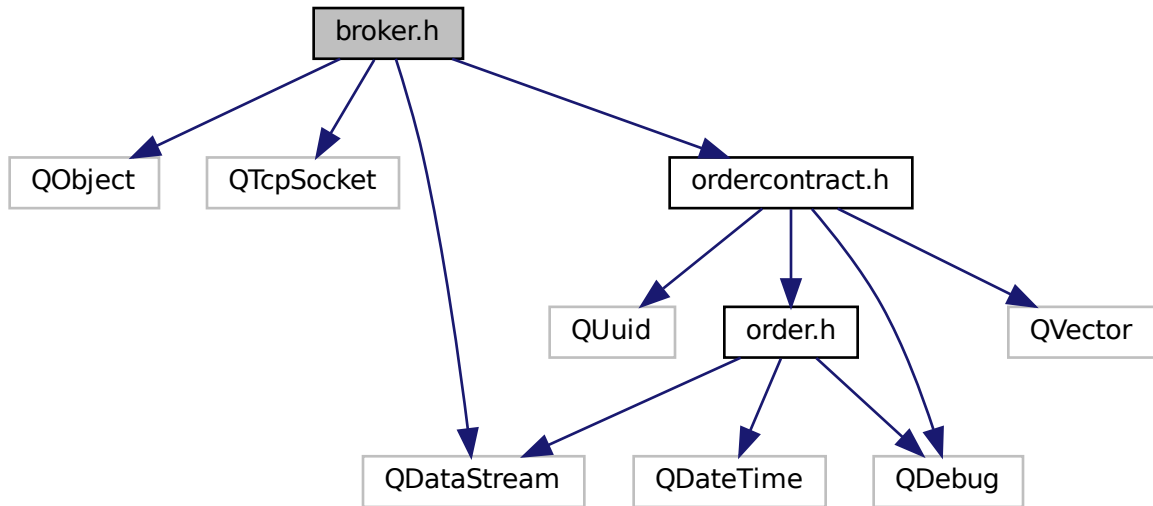 broker.h
QObject
QTcpSocket
ordercontract.h
QUuid
order.h
QVector
QDataStream
QDateTime
QDebug